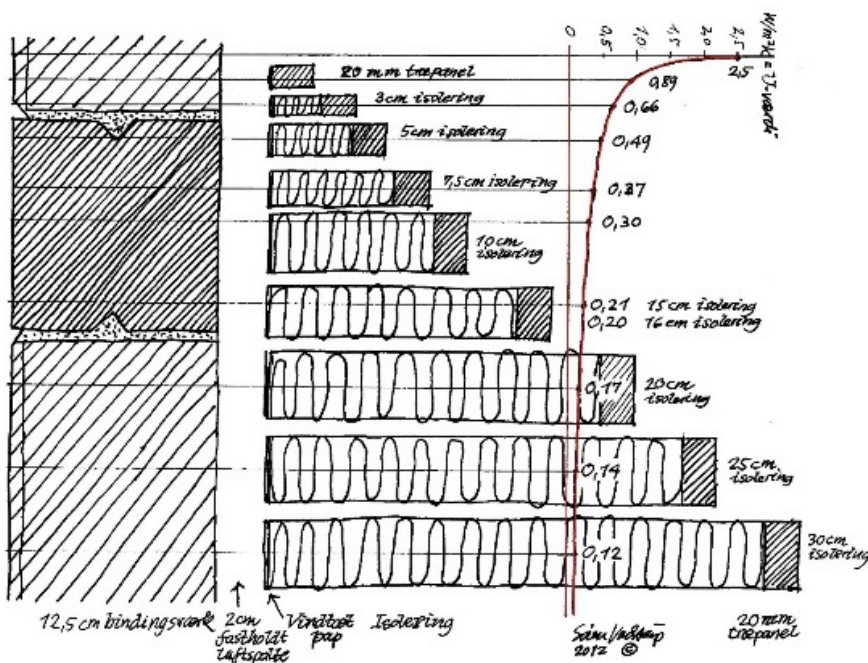 0 0,5 1,0 1,5 2,0 2,5
W/m²K = U-værdi
2,5
20 mm træpanel
0,89
3cm isolering
0,66
5cm isolering
0,49
7,5cm isolering
0,37
0,30
10cm
isolering
0,21 15cm isolering
0,20 16cm isolering
0,17
20cm
isolering
0,14
25cm
isolering
0,12
30cm
isolering
12,5 cm bindingsværk
2cm
fastholdt
luftspalte
Vindtæt
pap
Isolering
2012 ©
20mm
træpanel